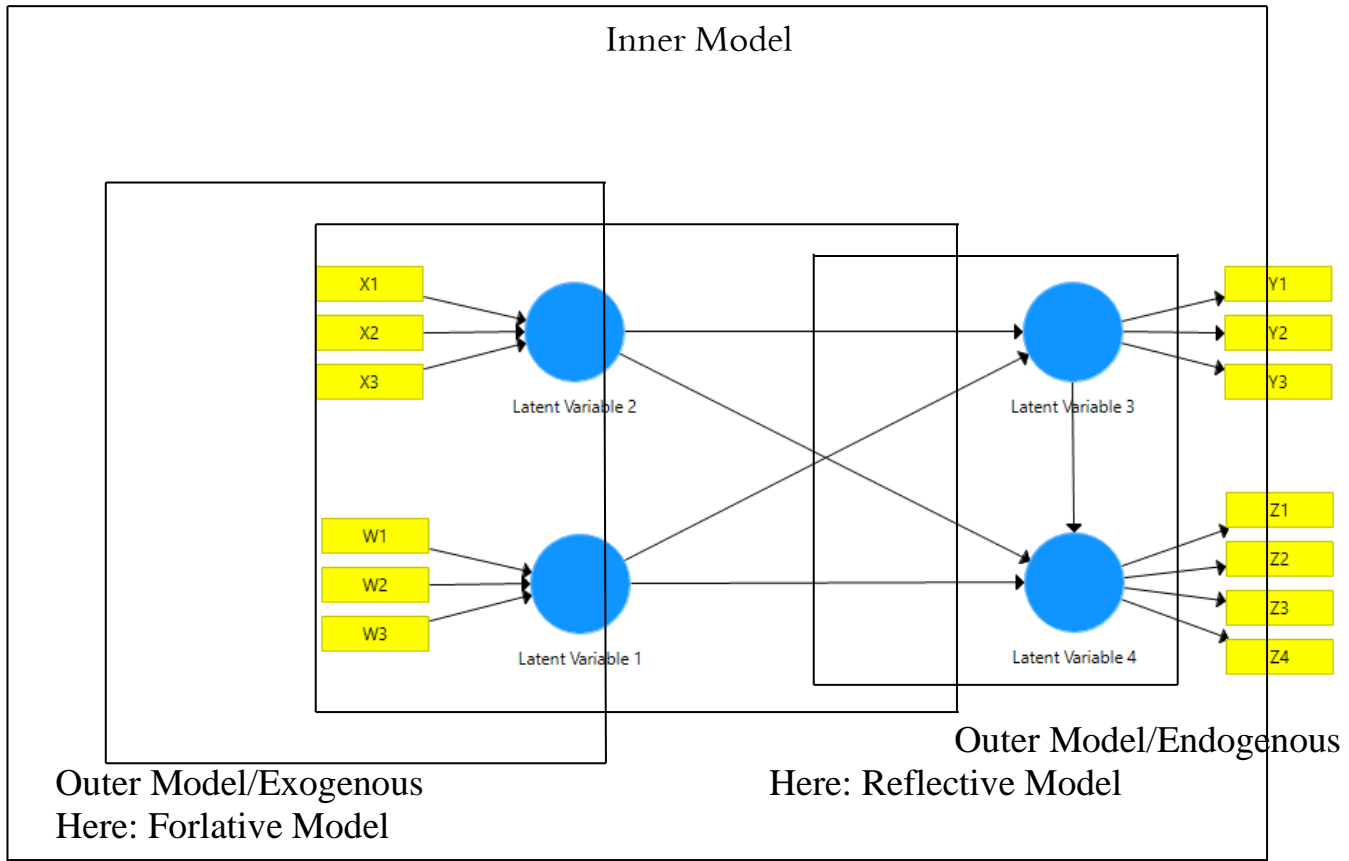 Inner Model
X1
X2
X3
Latent Variable 2
W1
W2
W3
Latent Variable 1
Y1
Y2
Y3
Latent Variable 3
Z1
Z2
Z3
Z4
Latent Variable 4
Outer Model/Exogenous
Here: Forlative Model
Outer Model/Endogenous
Here: Reflective Model